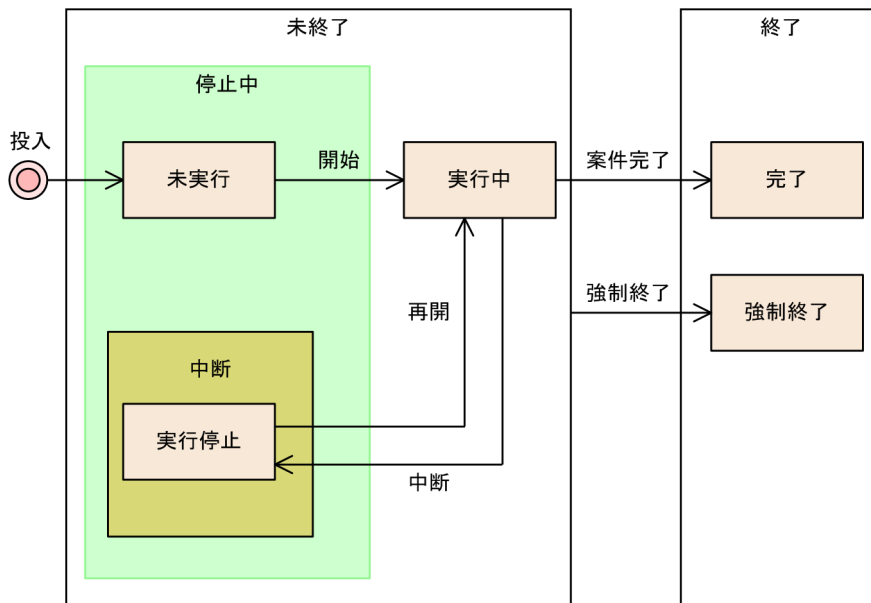 未終了
終了
停止中
投入
未実行
開始
実行中
案件完了
完了
再開
強制終了
強制終了
中断
実行停止
中断